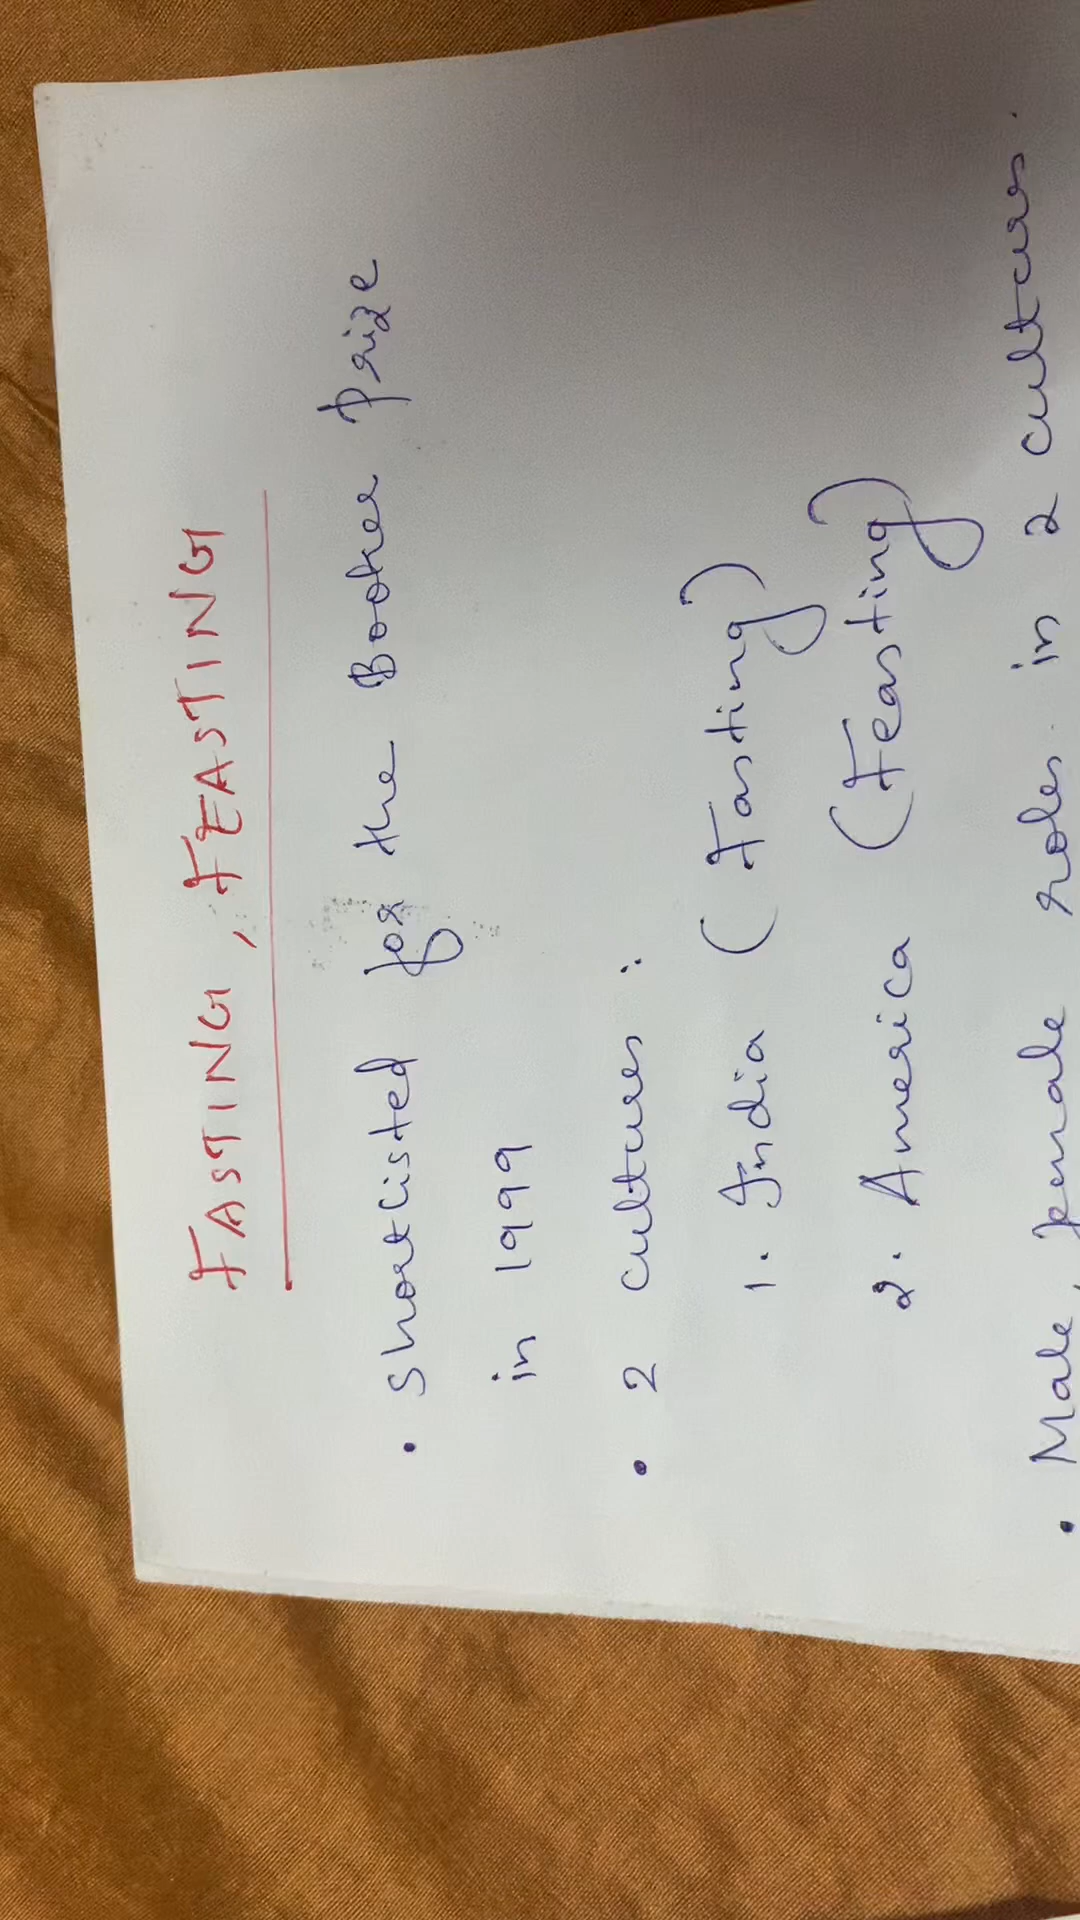 FASTING, FEASTING
• Shortlisted for the Booker prize
in 1999
• 2 cultures :
1. India (Fasting)
2. America (Feasting)
• Male, female roles in 2 cultures.